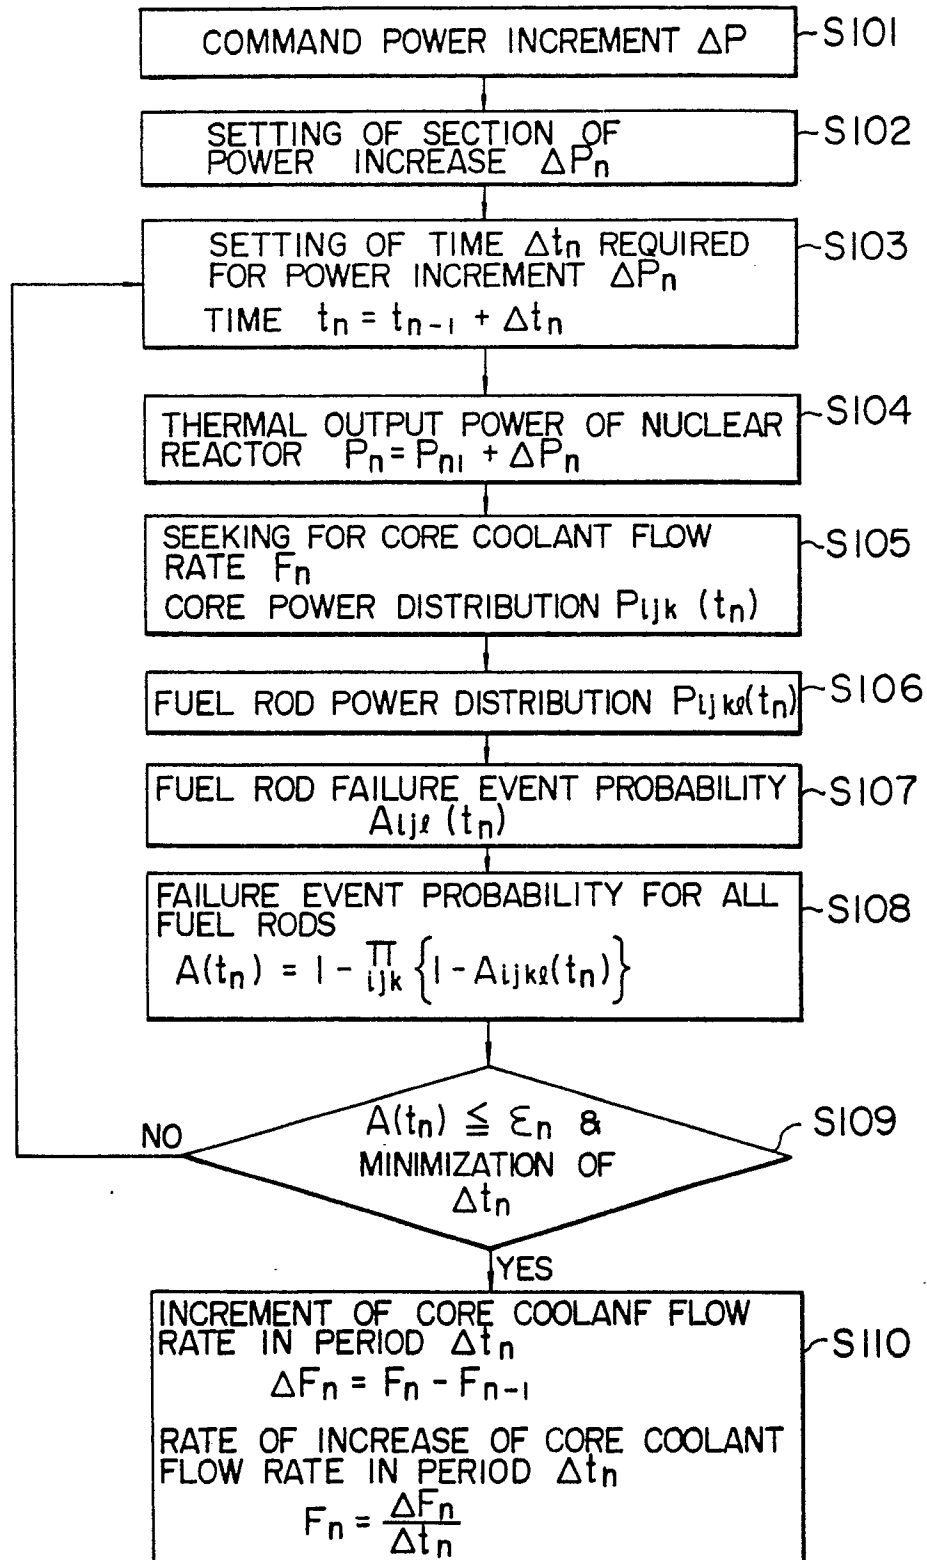 COMMAND POWER INCREMENT ΔP
S101
SETTING OF SECTION OF
POWER INCREASE ΔPn
S102
SETTING OF TIME Δtn REQUIRED
FOR POWER INCREMENT ΔPn
TIME tn = tn-1 + Δtn
S103
THERMAL OUTPUT POWER OF NUCLEAR
REACTOR Pn = Pn1 + ΔPn
S104
SEEKING FOR CORE COOLANT FLOW
RATE Fn
CORE POWER DISTRIBUTION Pijk (tn)
S105
FUEL ROD POWER DISTRIBUTION Pijkℓ(tn)
S106
FUEL ROD FAILURE EVENT PROBABILITY
Aijℓ (tn)
S107
FAILURE EVENT PROBABILITY FOR ALL
FUEL RODS
A(tn) = 1 - π ijk {1 - Aijkℓ(tn)}
S108
A(tn) ≦ εn &
MINIMIZATION OF
Δtn
S109
NO
YES
INCREMENT OF CORE COOLANF FLOW
RATE IN PERIOD Δtn
ΔFn = Fn - Fn-1
RATE OF INCREASE OF CORE COOLANT
FLOW RATE IN PERIOD Δtn
Fn = ΔFn / Δtn
S110